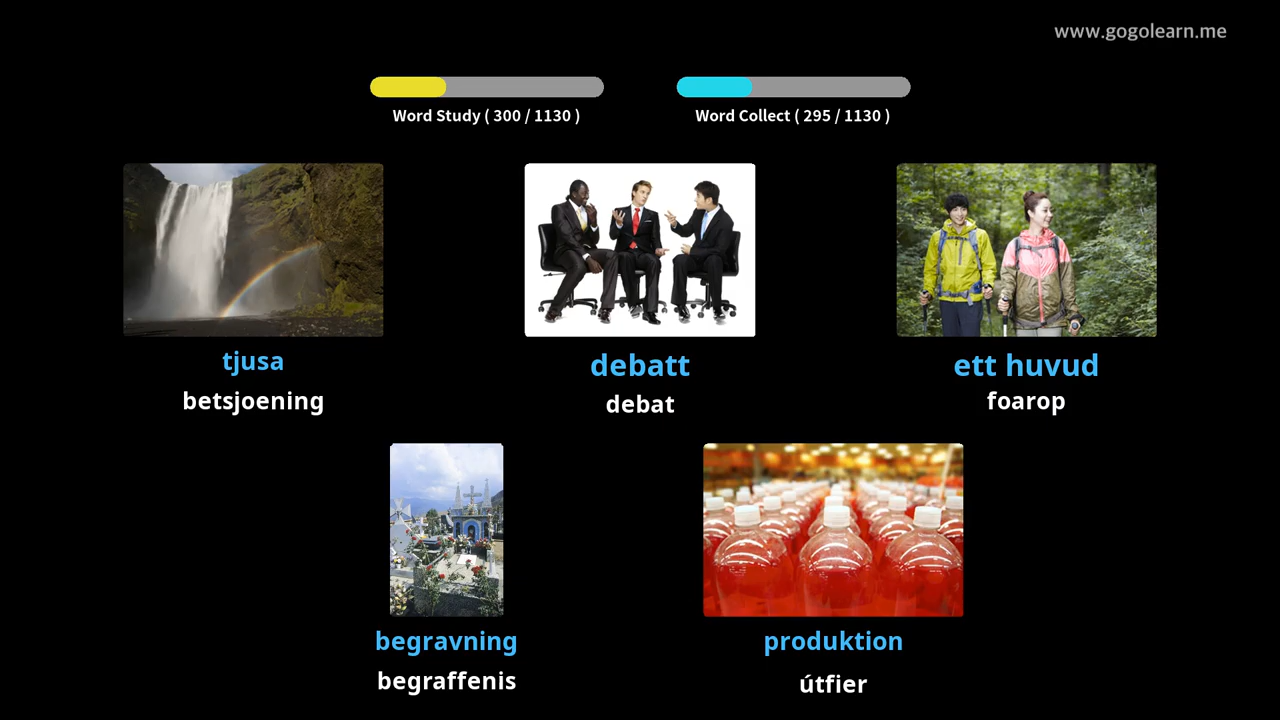 www.gogolearn.me
Word Study ( 300 / 1130 )
Word Collect ( 295 / 1130 )
tjusa
betsjoening
debatt
debat
ett huvud
foarop
begravning
begraffenis
produktion
útfier